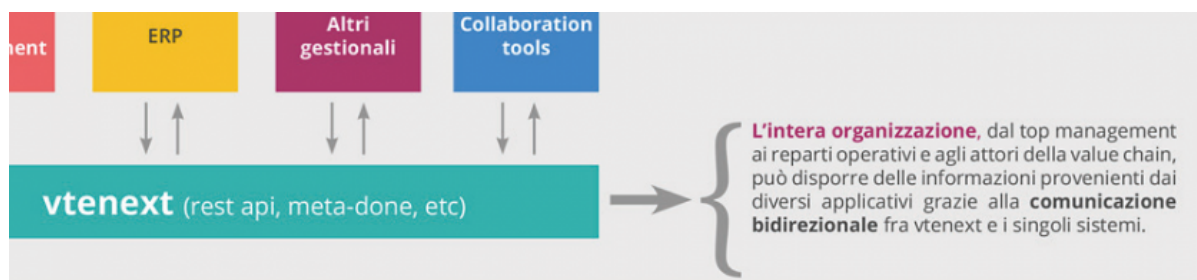 ERP
Altri
gestionali
Collaboration
tools
vtenext (rest api, meta-done, etc)
L'intera organizzazione, dal top management
ai reparti operativi e agli attori della value chain,
può disporre delle informazioni provenienti dai
diversi applicativi grazie alla comunicazione
bidirezionale fra vtenext e i singoli sistemi.